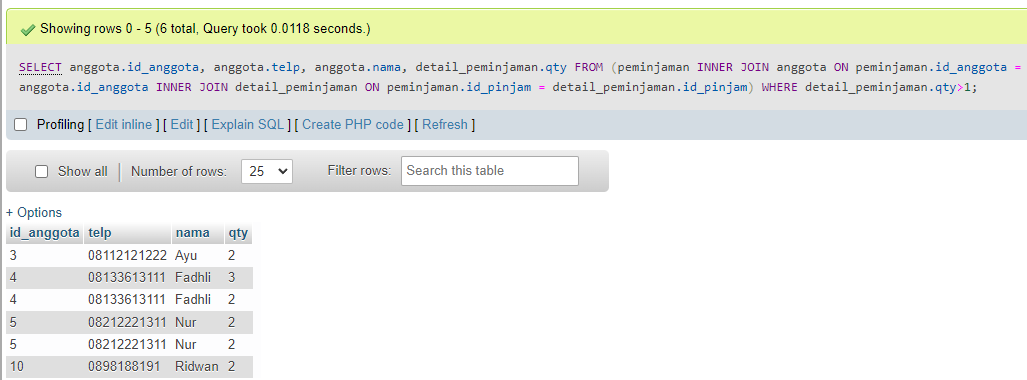 Showing rows 0 - 5 (6 total, Query took 0.0118 seconds.)
SELECT anggota.id_anggota, anggota.telp, anggota.nama, detail_peminjaman.qty FROM (peminjaman INNER JOIN anggota ON peminjaman.id_anggota =
anggota.id_anggota INNER JOIN detail_peminjaman ON peminjaman.id_pinjam = detail_peminjaman.id_pinjam) WHERE detail_peminjaman.qty>1;
Profiling [ Edit inline ] [ Edit ] [ Explain SQL ] [ Create PHP code ] [ Refresh ]
Show all Number of rows: 25 Filter rows: Search this table
+ Options
id_anggota telp nama qty
3 08112121222 Ayu 2
4 08133613111 Fadhli 3
4 08133613111 Fadhli 2
5 08212221311 Nur 2
5 08212221311 Nur 2
10 0898188191 Ridwan 2